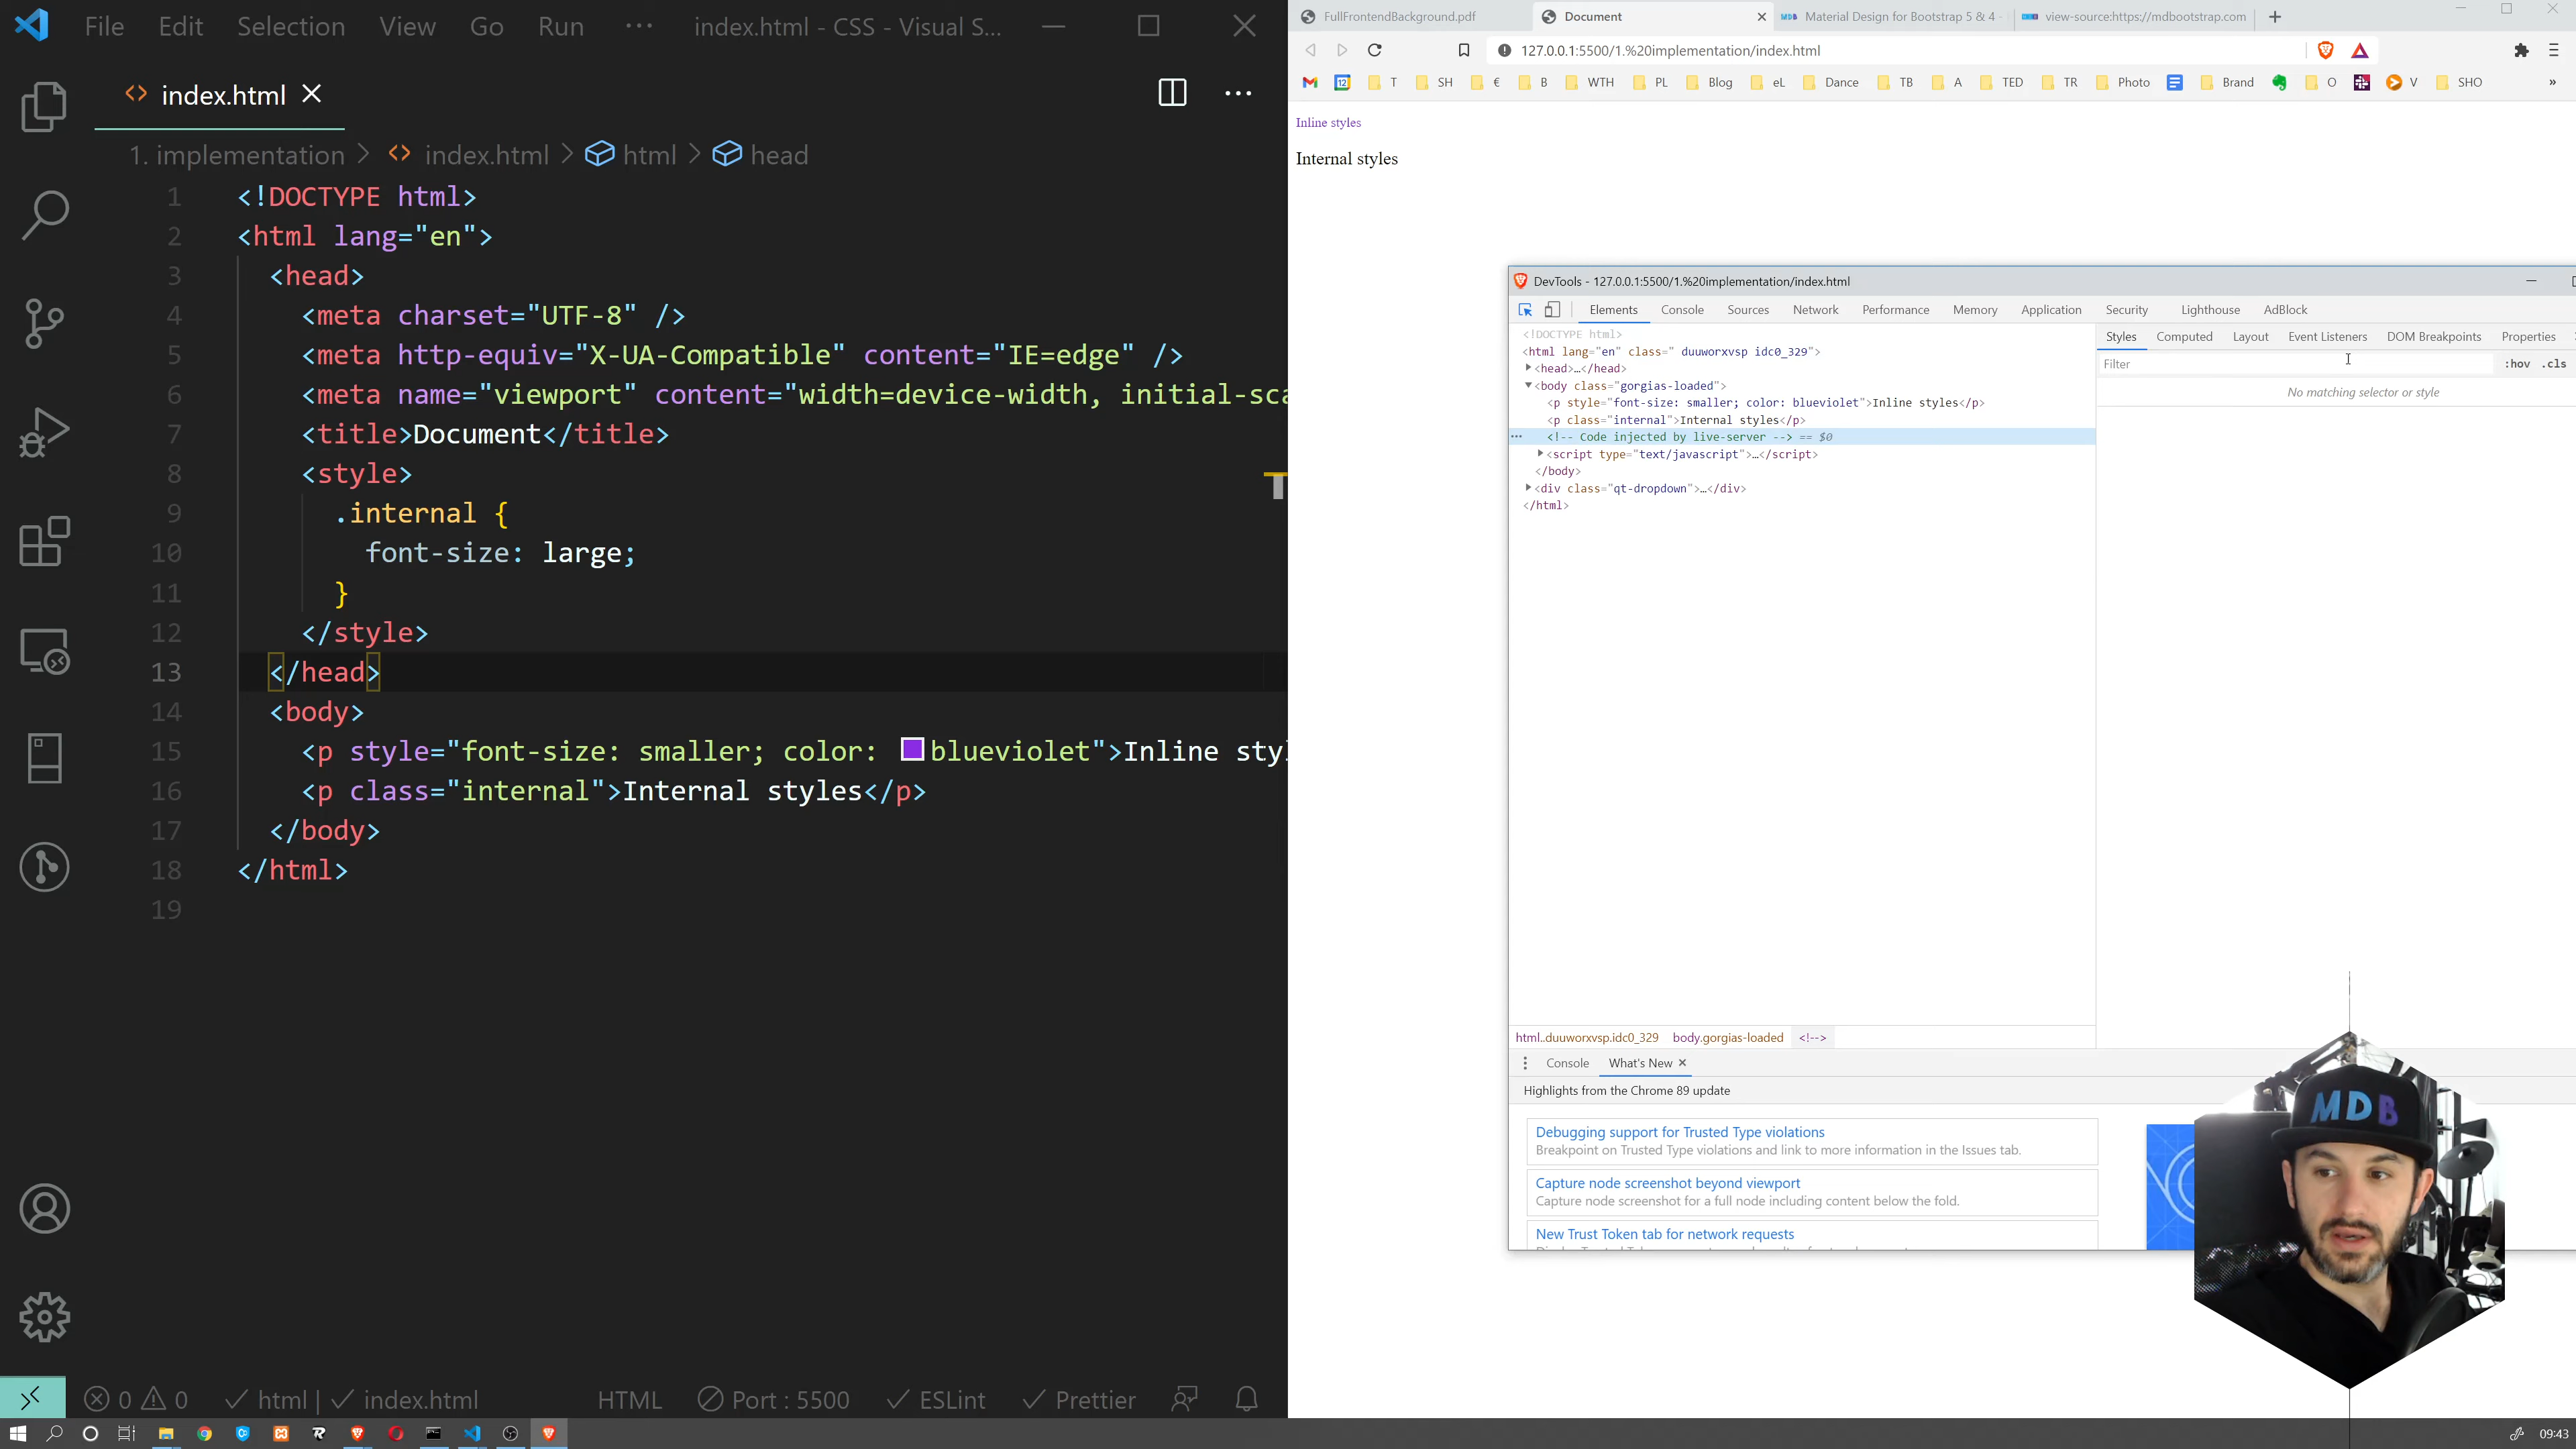 File Edit Selection View Go Run ··· index.html - CSS - Visual S...
index.html
1. implementation > index.html > html > head
1 <!DOCTYPE html>
2 <html lang="en">
3 <head>
4 <meta charset="UTF-8" />
5 <meta http-equiv="X-UA-Compatible" content="IE=edge" />
6 <meta name="viewport" content="width=device-width, initial-sca
7 <title>Document</title>
8 <style>
9 .internal {
10 font-size: large;
11 }
12 </style>
13 </head>
14 <body>
15 <p style="font-size: smaller; color: blueviolet">Inline sty
16 <p class="internal">Internal styles</p>
17 </body>
18 </html>
19
0 0 html | index.html HTML Port : 5500 ESLint Prettier
FullFrontendBackground.pdf Document Material Design for Bootstrap 5 & 4 - view-source:https://mdbootstrap.com
127.0.0.1:5500/1.%20implementation/index.html
12 T SH € B WTH PL Blog eL Dance TB A TED TR Photo Brand O V SHO »
Inline styles
Internal styles
DevTools - 127.0.0.1:5500/1.%20implementation/index.html
Elements Console Sources Network Performance Memory Application Security Lighthouse AdBlock
Styles Computed Layout Event Listeners DOM Breakpoints Properties
Filter :hov .cls
No matching selector or style
<!DOCTYPE html>
<html lang="en" class=" duuworxvsp idc0_329">
<head>…</head>
<body class="gorgias-loaded">
<p style="font-size: smaller; color: blueviolet">Inline styles</p>
<p class="internal">Internal styles</p>
<!-- Code injected by live-server --> == $0
<script type="text/javascript">…</script>
</body>
<div class="qt-dropdown">…</div>
</html>
html..duuworxvsp.idc0_329 body.gorgias-loaded <!-->
Console What's New
Highlights from the Chrome 89 update
Debugging support for Trusted Type violations
Breakpoint on Trusted Type violations and link to more information in the Issues tab.
Capture node screenshot beyond viewport
Capture node screenshot for a full node including content below the fold.
New Trust Token tab for network requests
MDB
09:43